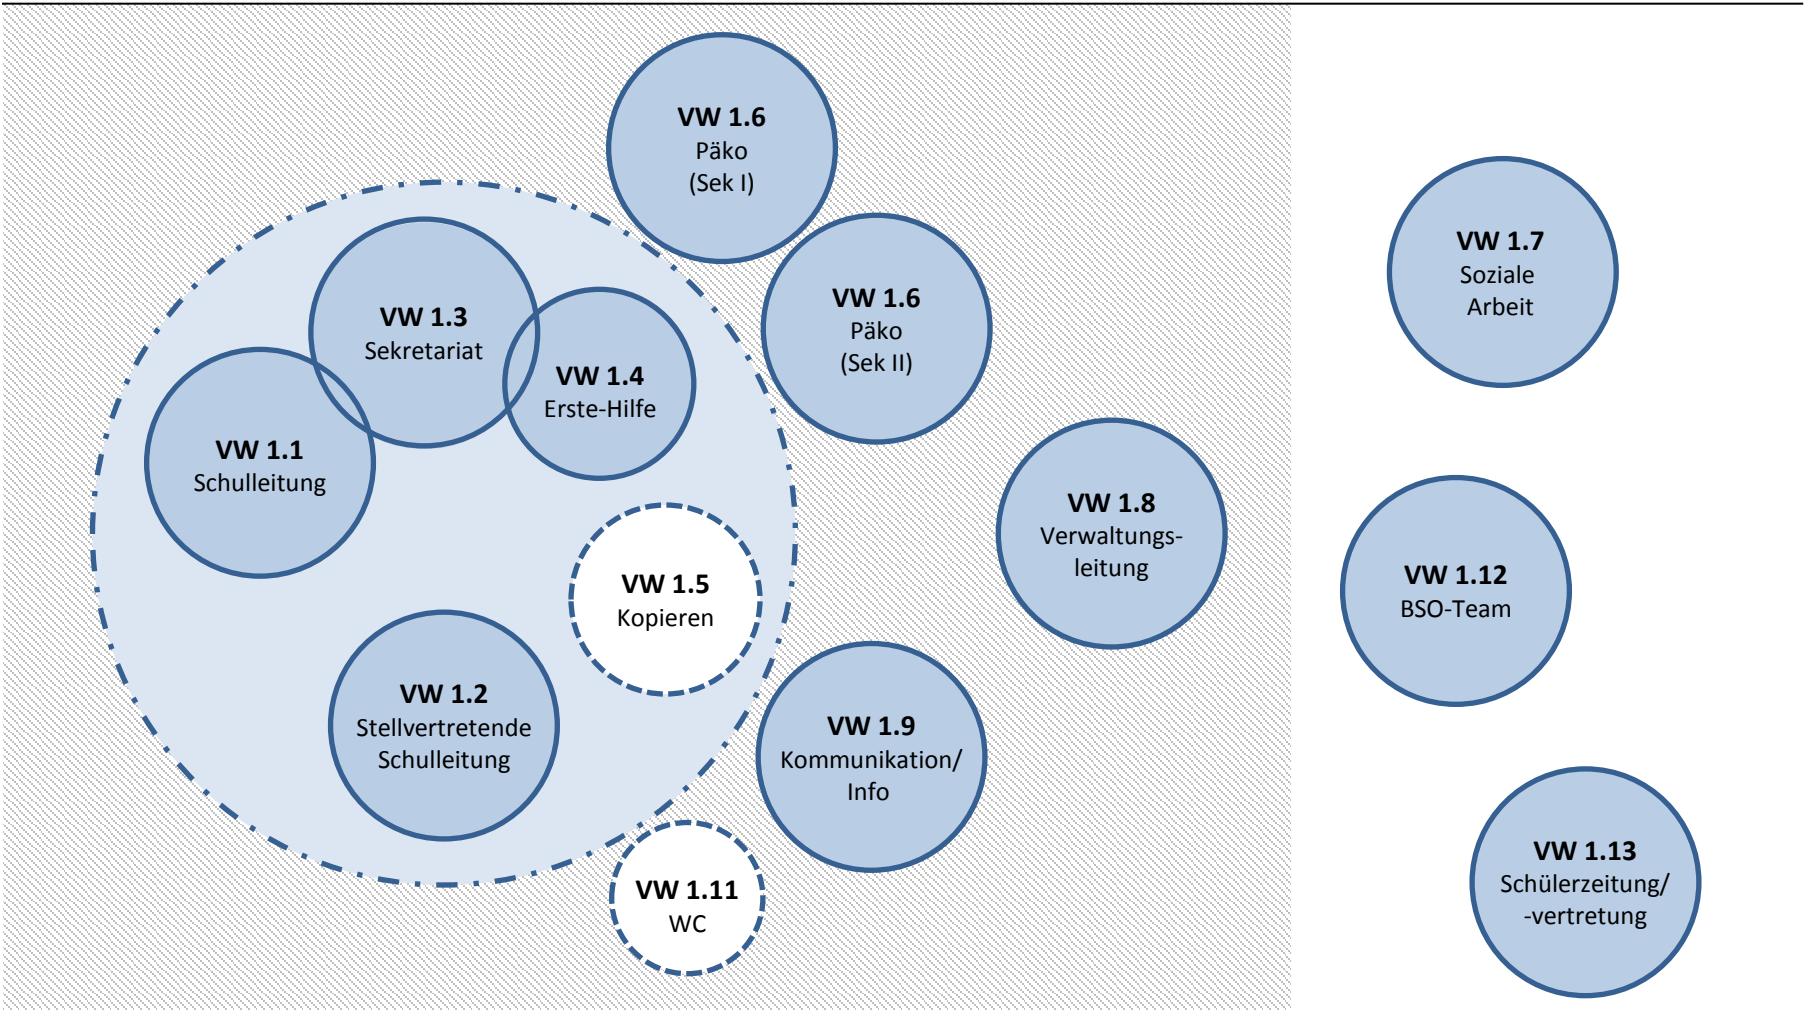 VW 1.6
Päko
(Sek I)
VW 1.6
Päko
(Sek II)
VW 1.3
Sekretariat
VW 1.4
Erste-Hilfe
VW 1.1
Schulleitung
VW 1.5
Kopieren
VW 1.2
Stellvertretende
Schulleitung
VW 1.8
Verwaltungs-
leitung
VW 1.9
Kommunikation/
Info
VW 1.11
WC
VW 1.7
Soziale
Arbeit
VW 1.12
BSO-Team
VW 1.13
Schülerzeitung/
-vertretung